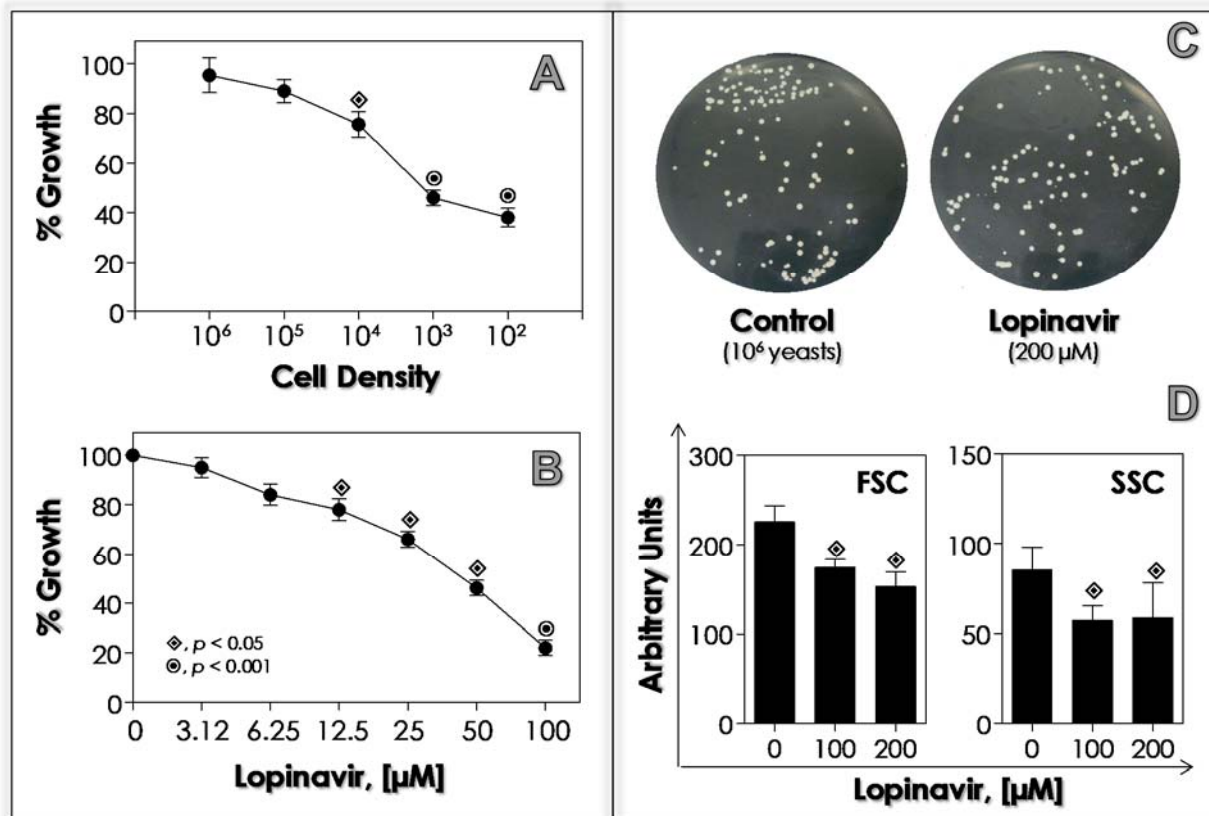 A
% Growth
100
80
60
40
20
0
10⁶ 10⁵ 10⁴ 10³ 10²
Cell Density
B
% Growth
100
80
60
40
20
0
◈, p < 0.05
◉, p < 0.001
0 3.12 6.25 12.5 25 50 100
Lopinavir, [µM]
C
Control Lopinavir
(10⁶ yeasts) (200 µM)
D
Arbitrary Units
FSC
300
200
100
0
0 100 200
SSC
150
100
50
0
0 100 200
Lopinavir, [µM]